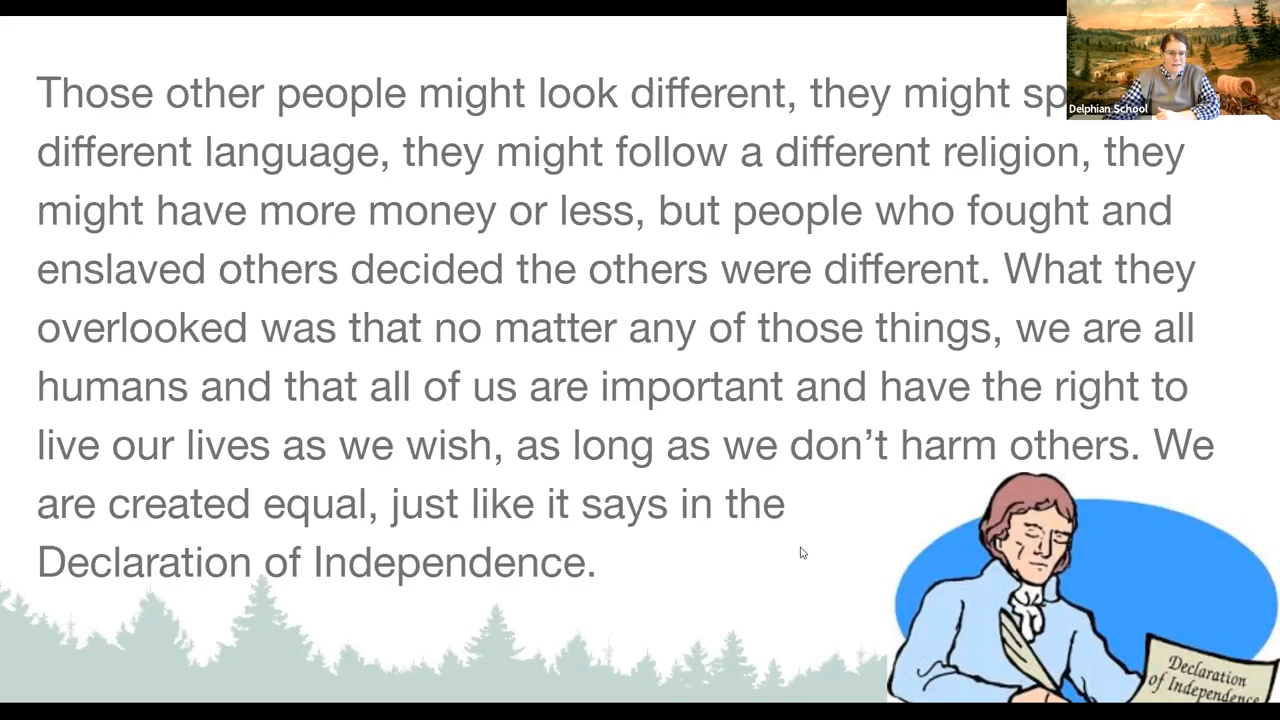 Those other people might look different, they might sp
different language, they might follow a different religion, they
might have more money or less, but people who fought and
enslaved others decided the others were different. What they
overlooked was that no matter any of those things, we are all
humans and that all of us are important and have the right to
live our lives as we wish, as long as we don’t harm others. We
are created equal, just like it says in the
Declaration of Independence.
Delphian School
Declaration
of Independence